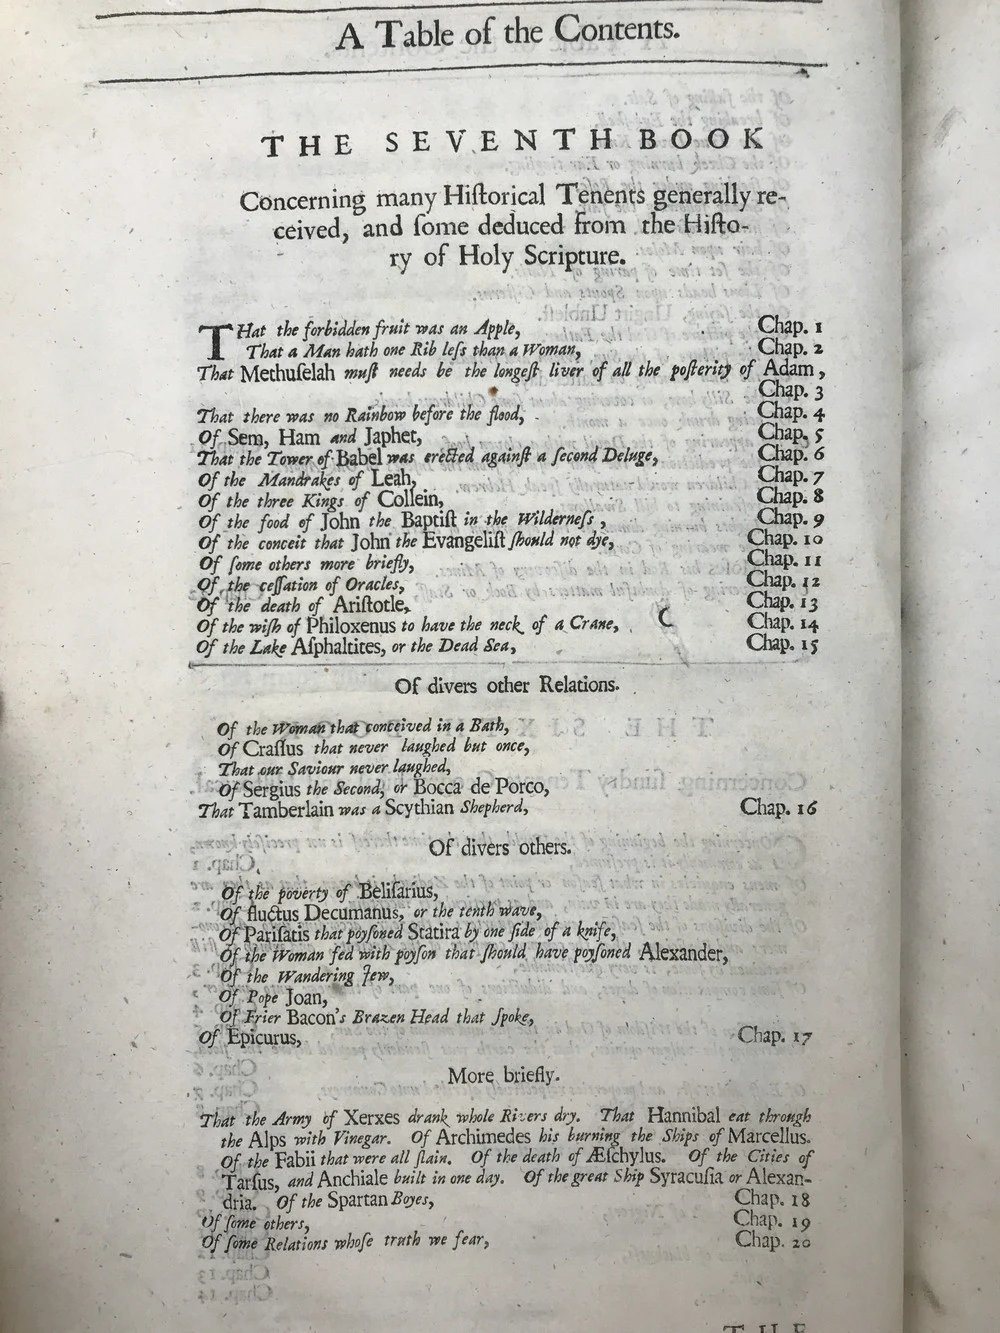 A Table of the Contents.
THE SEVENTH BOOK
Concerning many Hiſtorical Tenents generally re-
ceived, and ſome deduced from the Hiſto-
ry of Holy Scripture.
THat the forbidden fruit was an Apple, Chap. 1
That a Man hath one Rib leſs than a Woman, Chap. 2
That Methuſelah muſt needs be the longeſt liver of all the poſterity of Adam,
Chap. 3
That there was no Rainbow before the flood, Chap. 4
Of Sem, Ham and Japhet, Chap. 5
That the Tower of Babel was erected againſt a ſecond Deluge, Chap. 6
Of the Mandrakes of Leah, Chap. 7
Of the three Kings of Collein, Chap. 8
Of the food of John the Baptiſt in the Wilderneſs, Chap. 9
Of the conceit that John the Evangeliſt ſhould not dye, Chap. 10
Of ſome others more briefly, Chap. 11
Of the ceſſation of Oracles, Chap. 12
Of the death of Ariſtotle, Chap. 13
Of the wiſh of Philoxenus to have the neck of a Crane, Chap. 14
Of the Lake Aſphaltites, or the Dead Sea, Chap. 15
Of divers other Relations.
Of the Woman that conceived in a Bath,
Of Craſſus that never laughed but once,
That our Saviour never laughed,
Of Sergius the Second, or Bocca de Porco,
That Tamberlain was a Scythian Shepherd, Chap. 16
Of divers others.
Of the poverty of Beliſarius,
Of fluctus Decumanus, or the tenth wave,
Of Pariſatis that poyſoned Statira by one ſide of a knife,
Of the Woman fed with poyſon that ſhould have poyſoned Alexander,
Of the Wandering Jew,
Of Pope Joan,
Of Frier Bacon's Brazen Head that ſpoke,
Of Epicurus, Chap. 17
More briefly.
That the Army of Xerxes drank whole Rivers dry. That Hannibal eat through
the Alps with Vinegar. Of Archimedes his burning the Ships of Marcellus.
Of the Fabii that were all ſlain. Of the death of Æſchylus. Of the Cities of
Tarſus, and Anchiale built in one day. Of the great Ship Syracuſia or Alexan-
dria. Of the Spartan Boyes, Chap. 18
Of ſome others, Chap. 19
Of ſome Relations whoſe truth we fear, Chap. 20
THE